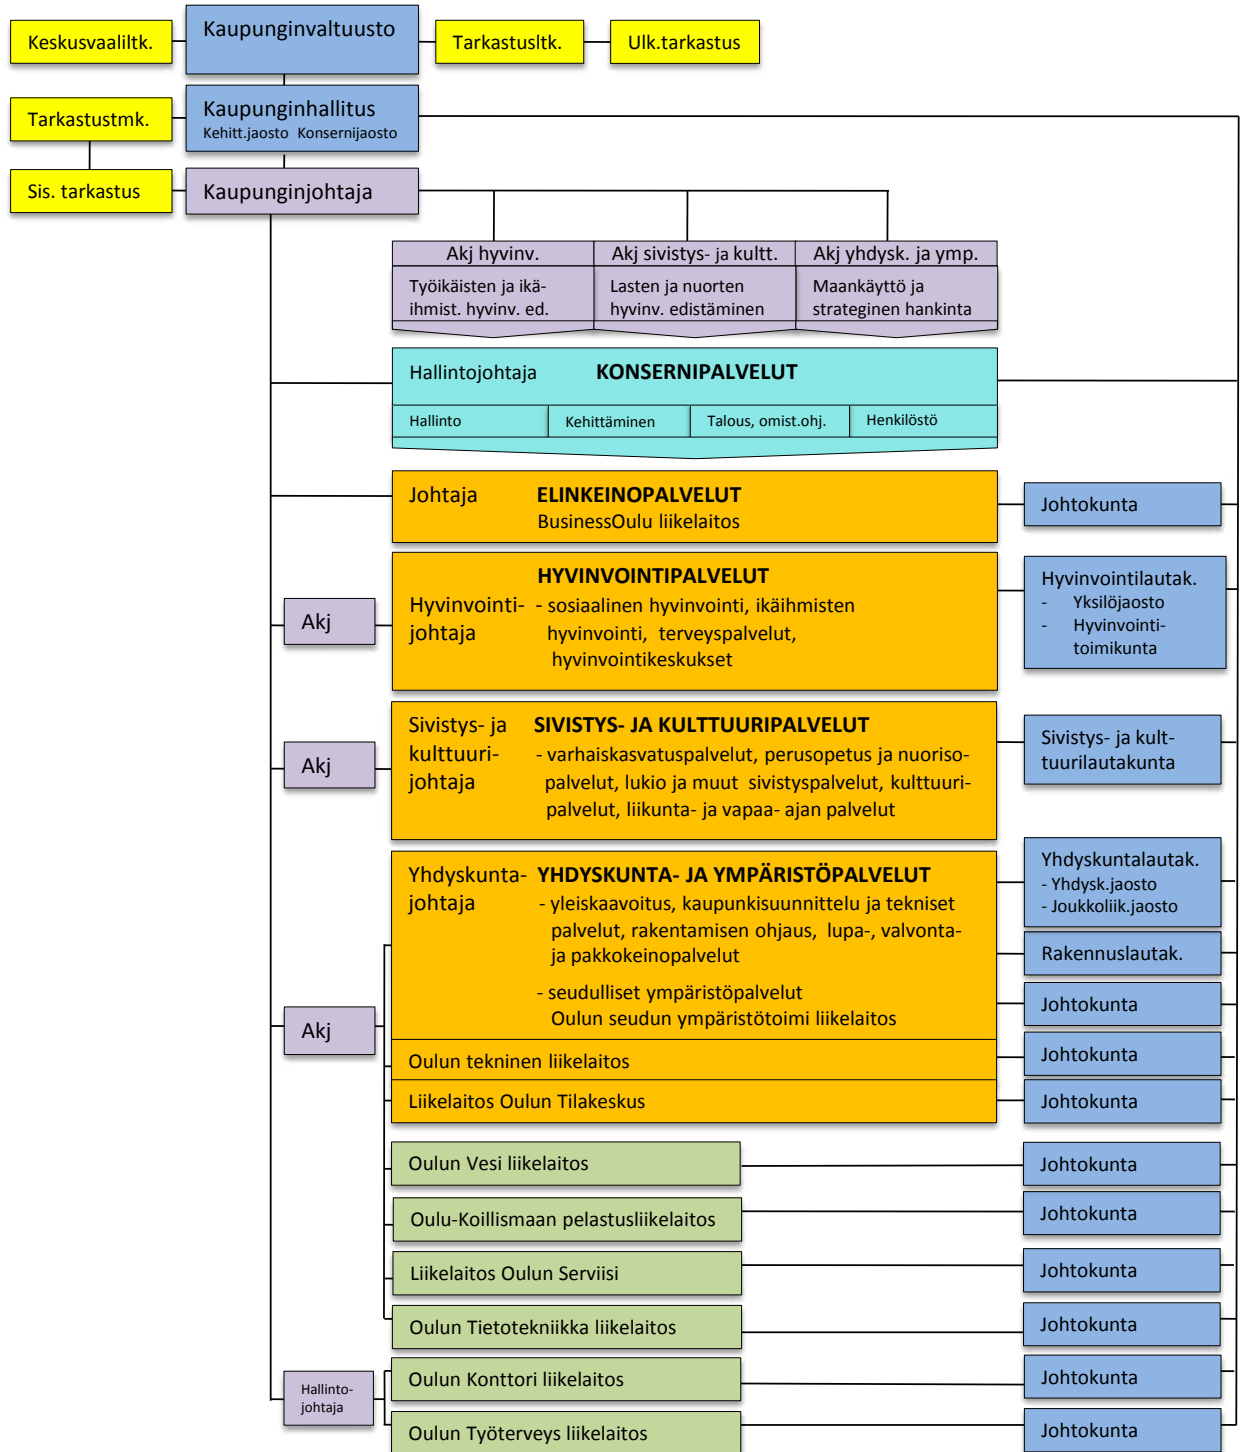 Keskusvaaliltk.
Kaupunginvaltuusto
Tarkastusltk.
Ulk.tarkastus
Tarkastustmk.
Kaupunginhallitus
Kehitt.jaosto Konsernijaosto
Sis. tarkastus
Kaupunginjohtaja
Akj hyvinv.
Akj sivistys- ja kultt.
Akj yhdysk. ja ymp.
Työikäisten ja ikä-
ihmist. hyvinv. ed.
Lasten ja nuorten
hyvinv. edistäminen
Maankäyttö ja
strateginen hankinta
Hallintojohtaja KONSERNIPALVELUT
Hallinto
Kehittäminen
Talous, omist.ohj.
Henkilöstö
Johtaja ELINKEINOPALVELUT
BusinessOulu liikelaitos
Johtokunta
Akj
HYVINVOINTIPALVELUT
Hyvinvointi- - sosiaalinen hyvinvointi, ikäihmisten
johtaja hyvinvointi, terveyspalvelut,
hyvinvointikeskukset
Hyvinvointilautak.
- Yksilöjaosto
- Hyvinvointi-
toimikunta
Akj
Sivistys- ja SIVISTYS- JA KULTTUURIPALVELUT
kulttuuri- - varhaiskasvatuspalvelut, perusopetus ja nuoriso-
johtaja palvelut, lukio ja muut sivistyspalvelut, kulttuuri-
palvelut, liikunta- ja vapaa- ajan palvelut
Sivistys- ja kult-
tuurilautakunta
Akj
Yhdyskunta- YHDYSKUNTA- JA YMPÄRISTÖPALVELUT
johtaja - yleiskaavoitus, kaupunkisuunnittelu ja tekniset
palvelut, rakentamisen ohjaus, lupa-, valvonta-
ja pakkokeinopalvelut
- seudulliset ympäristöpalvelut
Oulun seudun ympäristötoimi liikelaitos
Yhdyskuntalautak.
- Yhdysk.jaosto
- Joukkoliik.jaosto
Rakennuslautak.
Johtokunta
Oulun tekninen liikelaitos
Johtokunta
Liikelaitos Oulun Tilakeskus
Johtokunta
Oulun Vesi liikelaitos
Johtokunta
Oulu-Koillismaan pelastusliikelaitos
Johtokunta
Liikelaitos Oulun Serviisi
Johtokunta
Oulun Tietotekniikka liikelaitos
Johtokunta
Hallinto-
johtaja
Oulun Konttori liikelaitos
Johtokunta
Oulun Työterveys liikelaitos
Johtokunta